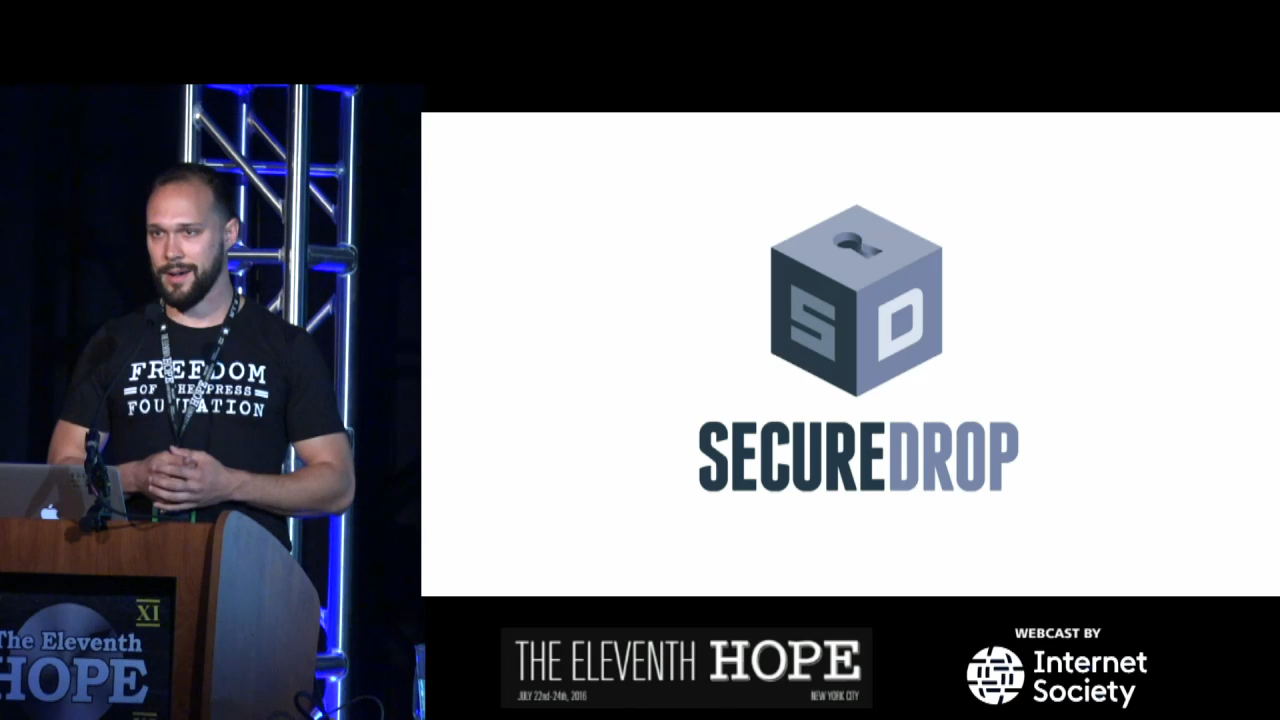 FREEDOM
OF THE PRESS
FOUNDATION
XI
The Eleventh
HOPE
S D
SECUREDROP
THE ELEVENTH HOPE
JULY 22nd-24th, 2016
NEW YORK CITY
WEBCAST BY
Internet
Society